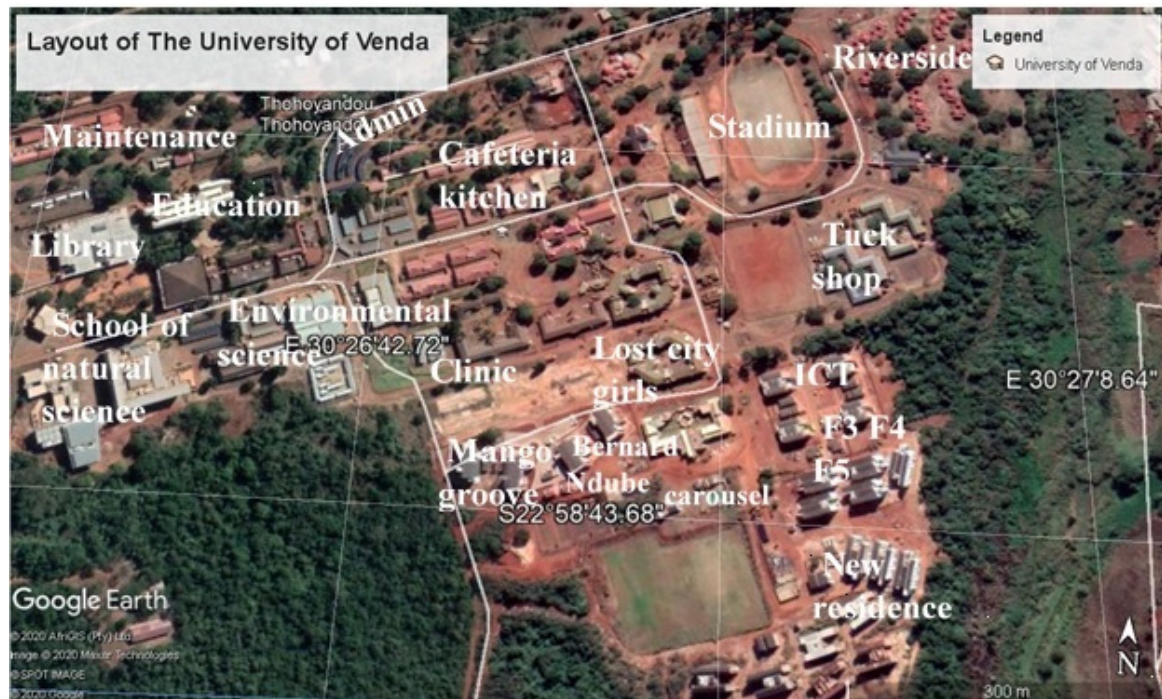 Layout of The University of Venda
Legend
University of Venda
Riverside
Thohoyandou
Thohoyandou
Admin
Maintenance
Stadium
Cafeteria
kitchen
Education
Library
Tuck
shop
Environmental
science
School of
natural
science
E 30°26'42.72"
Clinic
Lost city
girls
ICT
E 30°27'8.64"
F3 F4
F5
Mango
groove
Bernard
Ndube
carousel
S22°58'43.68"
New
residence
Google Earth
© 2020 AfriGIS (Pty) Ltd.
Image © 2020 Maxar Technologies
© SPOT IMAGE
© 2020 Google
N
300 m